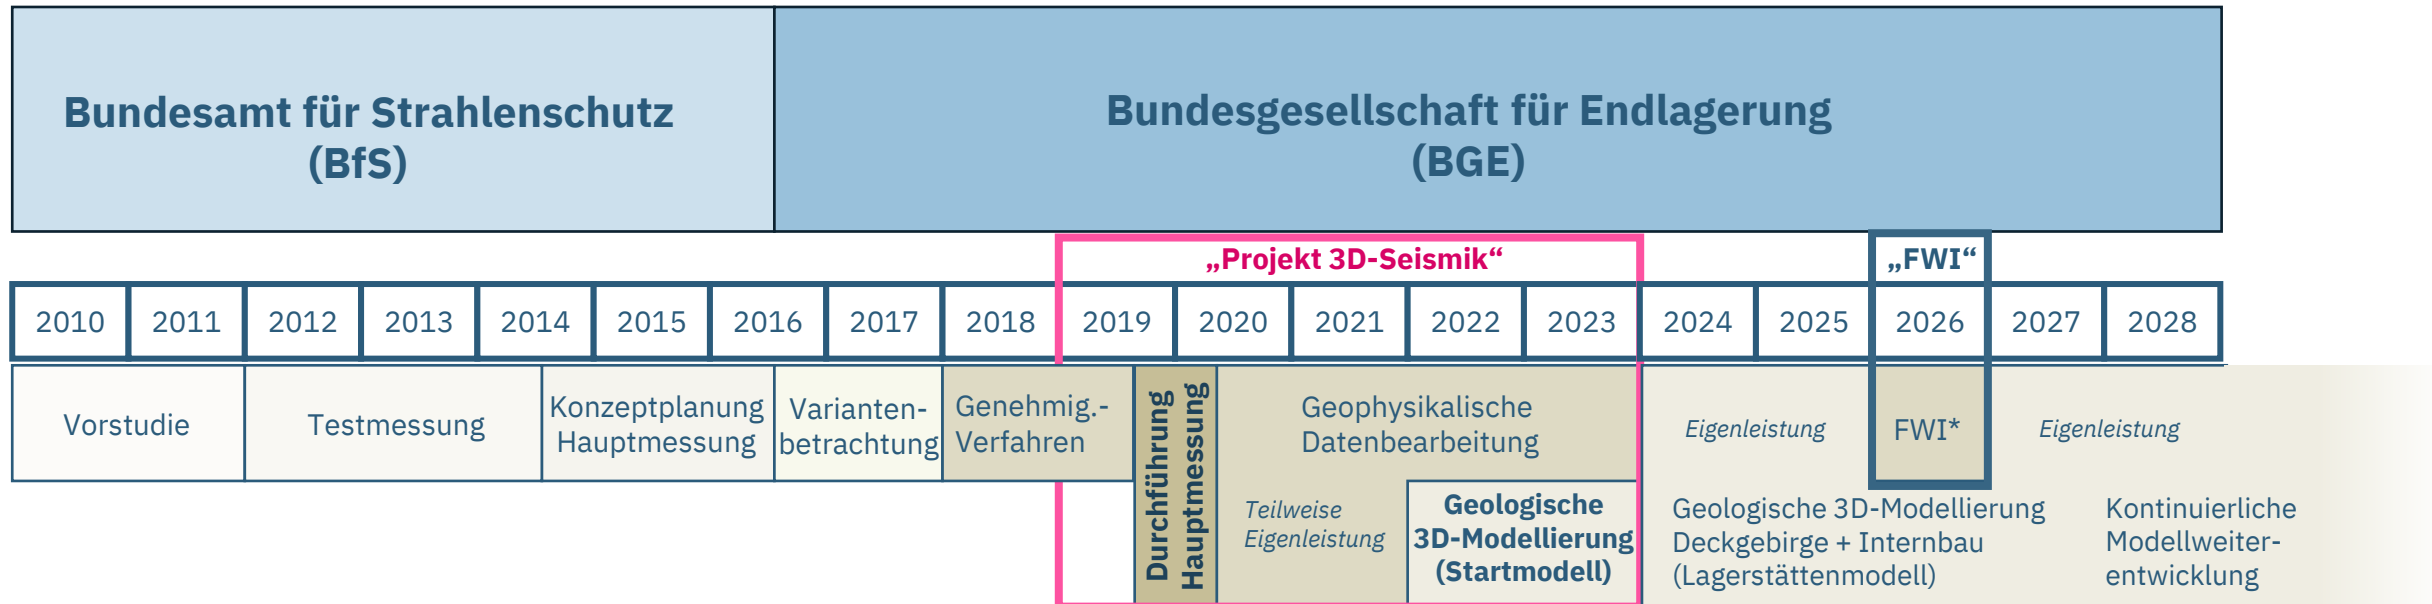 Bundesamt für Strahlenschutz
(BfS)
Bundesgesellschaft für Endlagerung
(BGE)
„Projekt 3D-Seismik“
„FWI“
2010 2011 2012 2013 2014 2015 2016 2017 2018 2019 2020 2021 2022 2023 2024 2025 2026 2027 2028
Vorstudie
Testmessung
Konzeptplanung
Hauptmessung
Varianten-
betrachtung
Genehmig.-
Verfahren
Durchführung
Hauptmessung
Geophysikalische
Datenbearbeitung
Teilweise
Eigenleistung
Geologische
3D-Modellierung
(Startmodell)
Eigenleistung
FWI*
Eigenleistung
Geologische 3D-Modellierung
Deckgebirge + Internbau
(Lagerstättenmodell)
Kontinuierliche
Modellweiter-
entwicklung